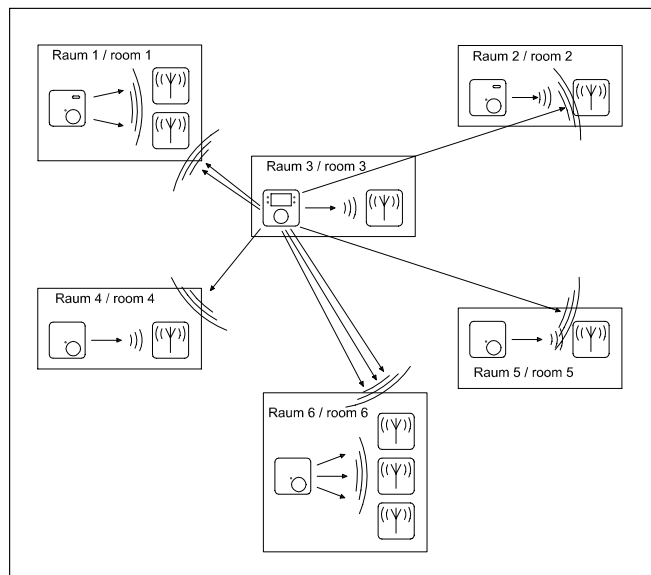 Raum 1 / room 1
Raum 2 / room 2
Raum 3 / room 3
Raum 4 / room 4
Raum 5 / room 5
Raum 6 / room 6